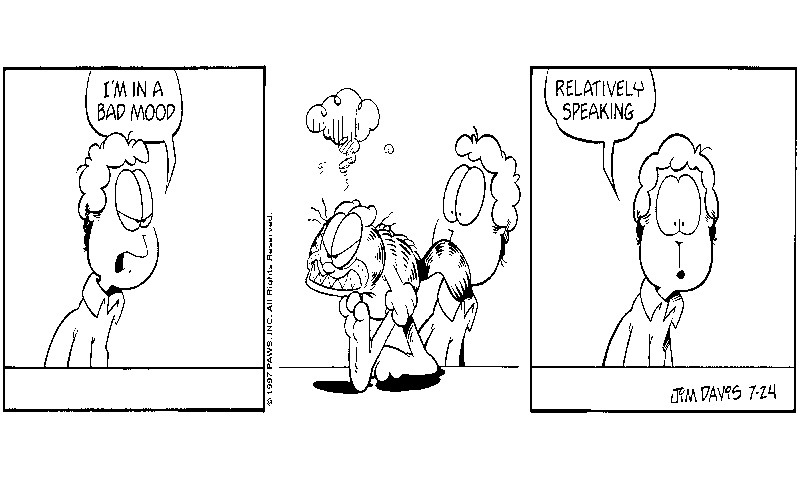 I'M IN A
BAD MOOD
© 1997 PAWS, INC. All Rights Reserved.
RELATIVELY
SPEAKING
JIM DAVIS 7-24